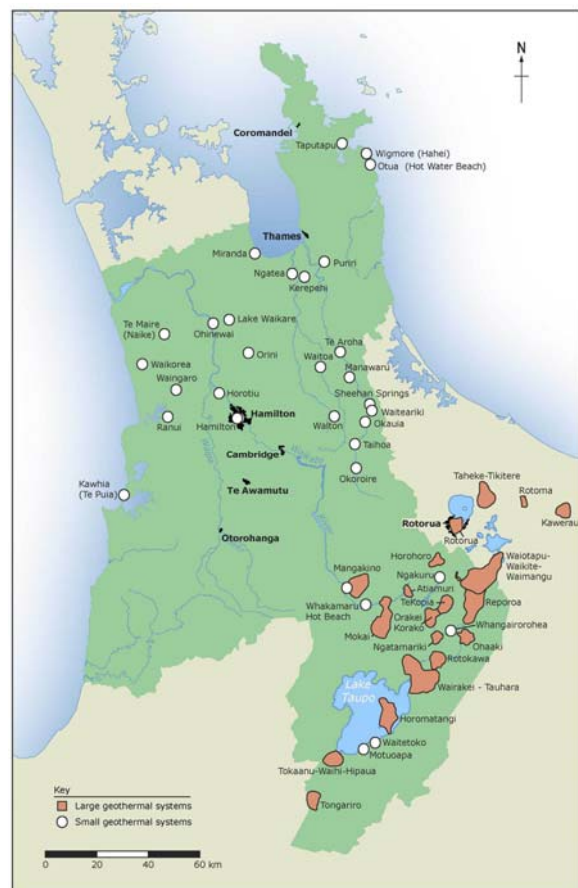 N
Coromandel
Taputapu
Wigmore (Hahei)
Otua (Hot Water Beach)
Thames
Miranda
Puriri
Ngatea
Kerepehi
Lake Waikare
Te Maire
(Naike)
Ohinewai
Te Aroha
Orini
Waitoa
Manawaru
Waikorea
Waingaro
Horotiu
Sheehan Springs
Waiteariki
Hamilton
Ranui
Hamilton
Walton
Okauia
Waikato
Taihoa
Cambridge
Okoroire
Te Awamutu
Kawhia
(Te Puia)
Taheke-Tikitere
Rotoma
Kawerau
Rotorua
Rotorua
Otorohanga
Horohoro
Waiotapu-
Waikite-
Waimangu
Mangakino
Ngakuru
Atiamuri
TeKopia
Reporoa
Whakamaru
Hot Beach
Orakei
Korako
Whangairorohea
Mokai
Ngatamariki
Ohaaki
Rotokawa
Wairakei - Tauhara
Lake
Taupo
Horomatangi
Waitetoko
Motuoapa
Tokaanu-Waihi-Hipaua
Tongariro
Key
Large geothermal systems
Small geothermal systems
0 20 40 60 km